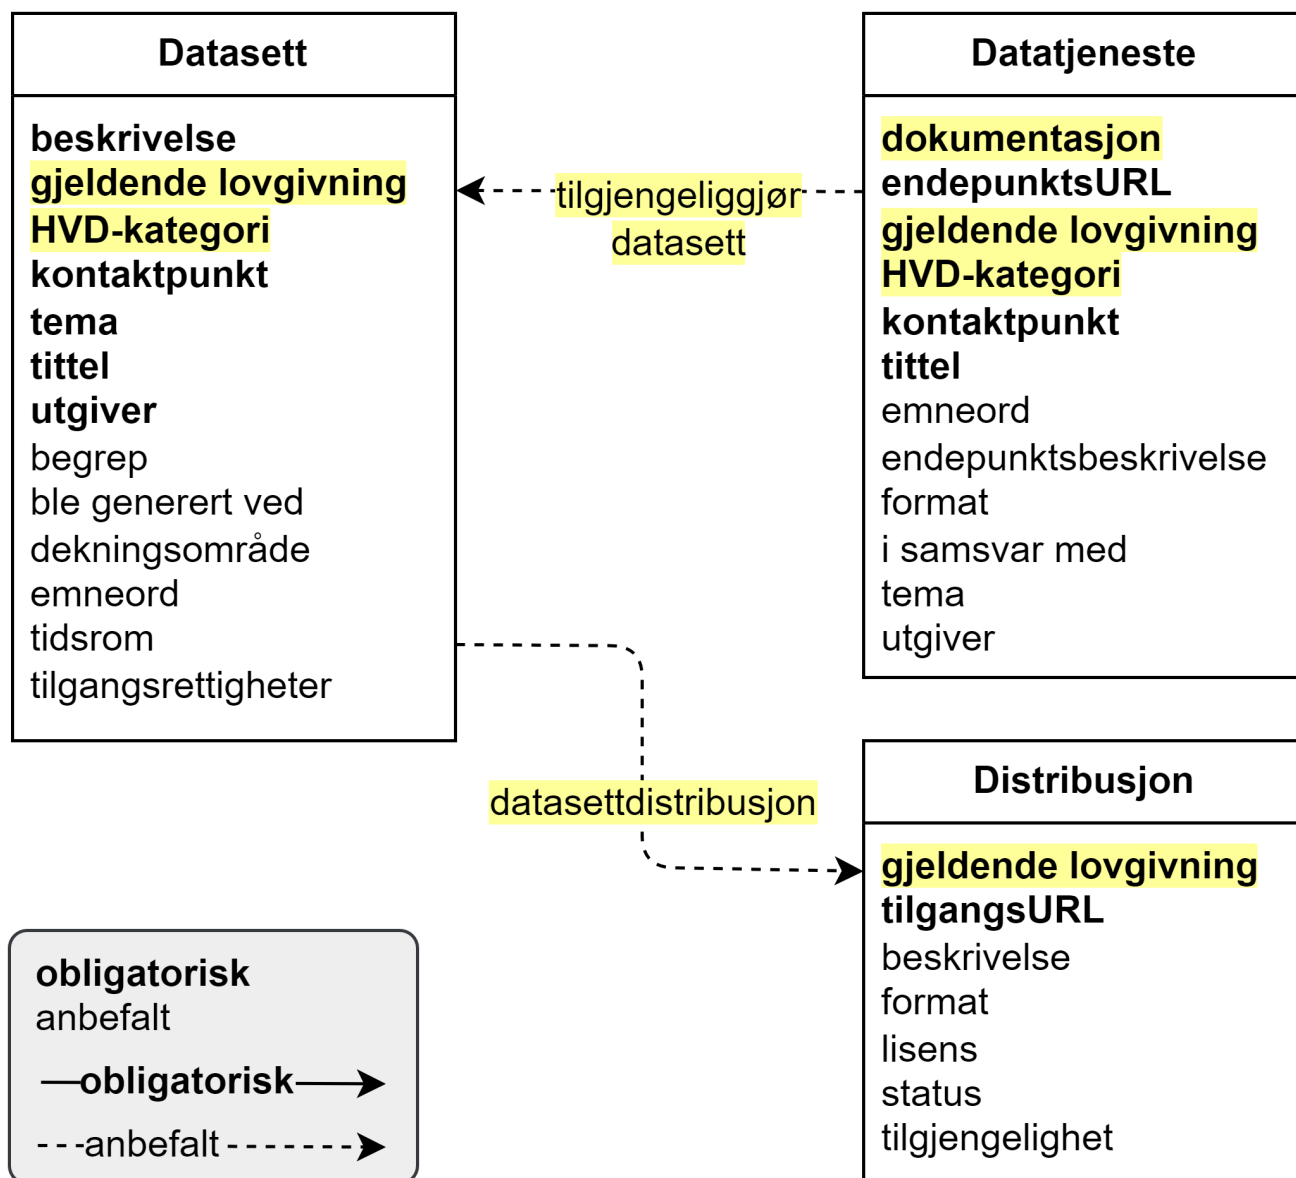 Datasett
beskrivelse
gjeldende lovgivning
HVD-kategori
kontaktpunkt
tema
tittel
utgiver
begrep
ble generert ved
dekningsområde
emneord
tidsrom
tilgangsrettigheter
tilgjengeliggjør
datasett
Datatjeneste
dokumentasjon
endepunktsURL
gjeldende lovgivning
HVD-kategori
kontaktpunkt
tittel
emneord
endepunktsbeskrivelse
format
i samsvar med
tema
utgiver
datasettdistribusjon
Distribusjon
gjeldende lovgivning
tilgangsURL
beskrivelse
format
lisens
status
tilgjengelighet
obligatorisk
anbefalt
obligatorisk
anbefalt